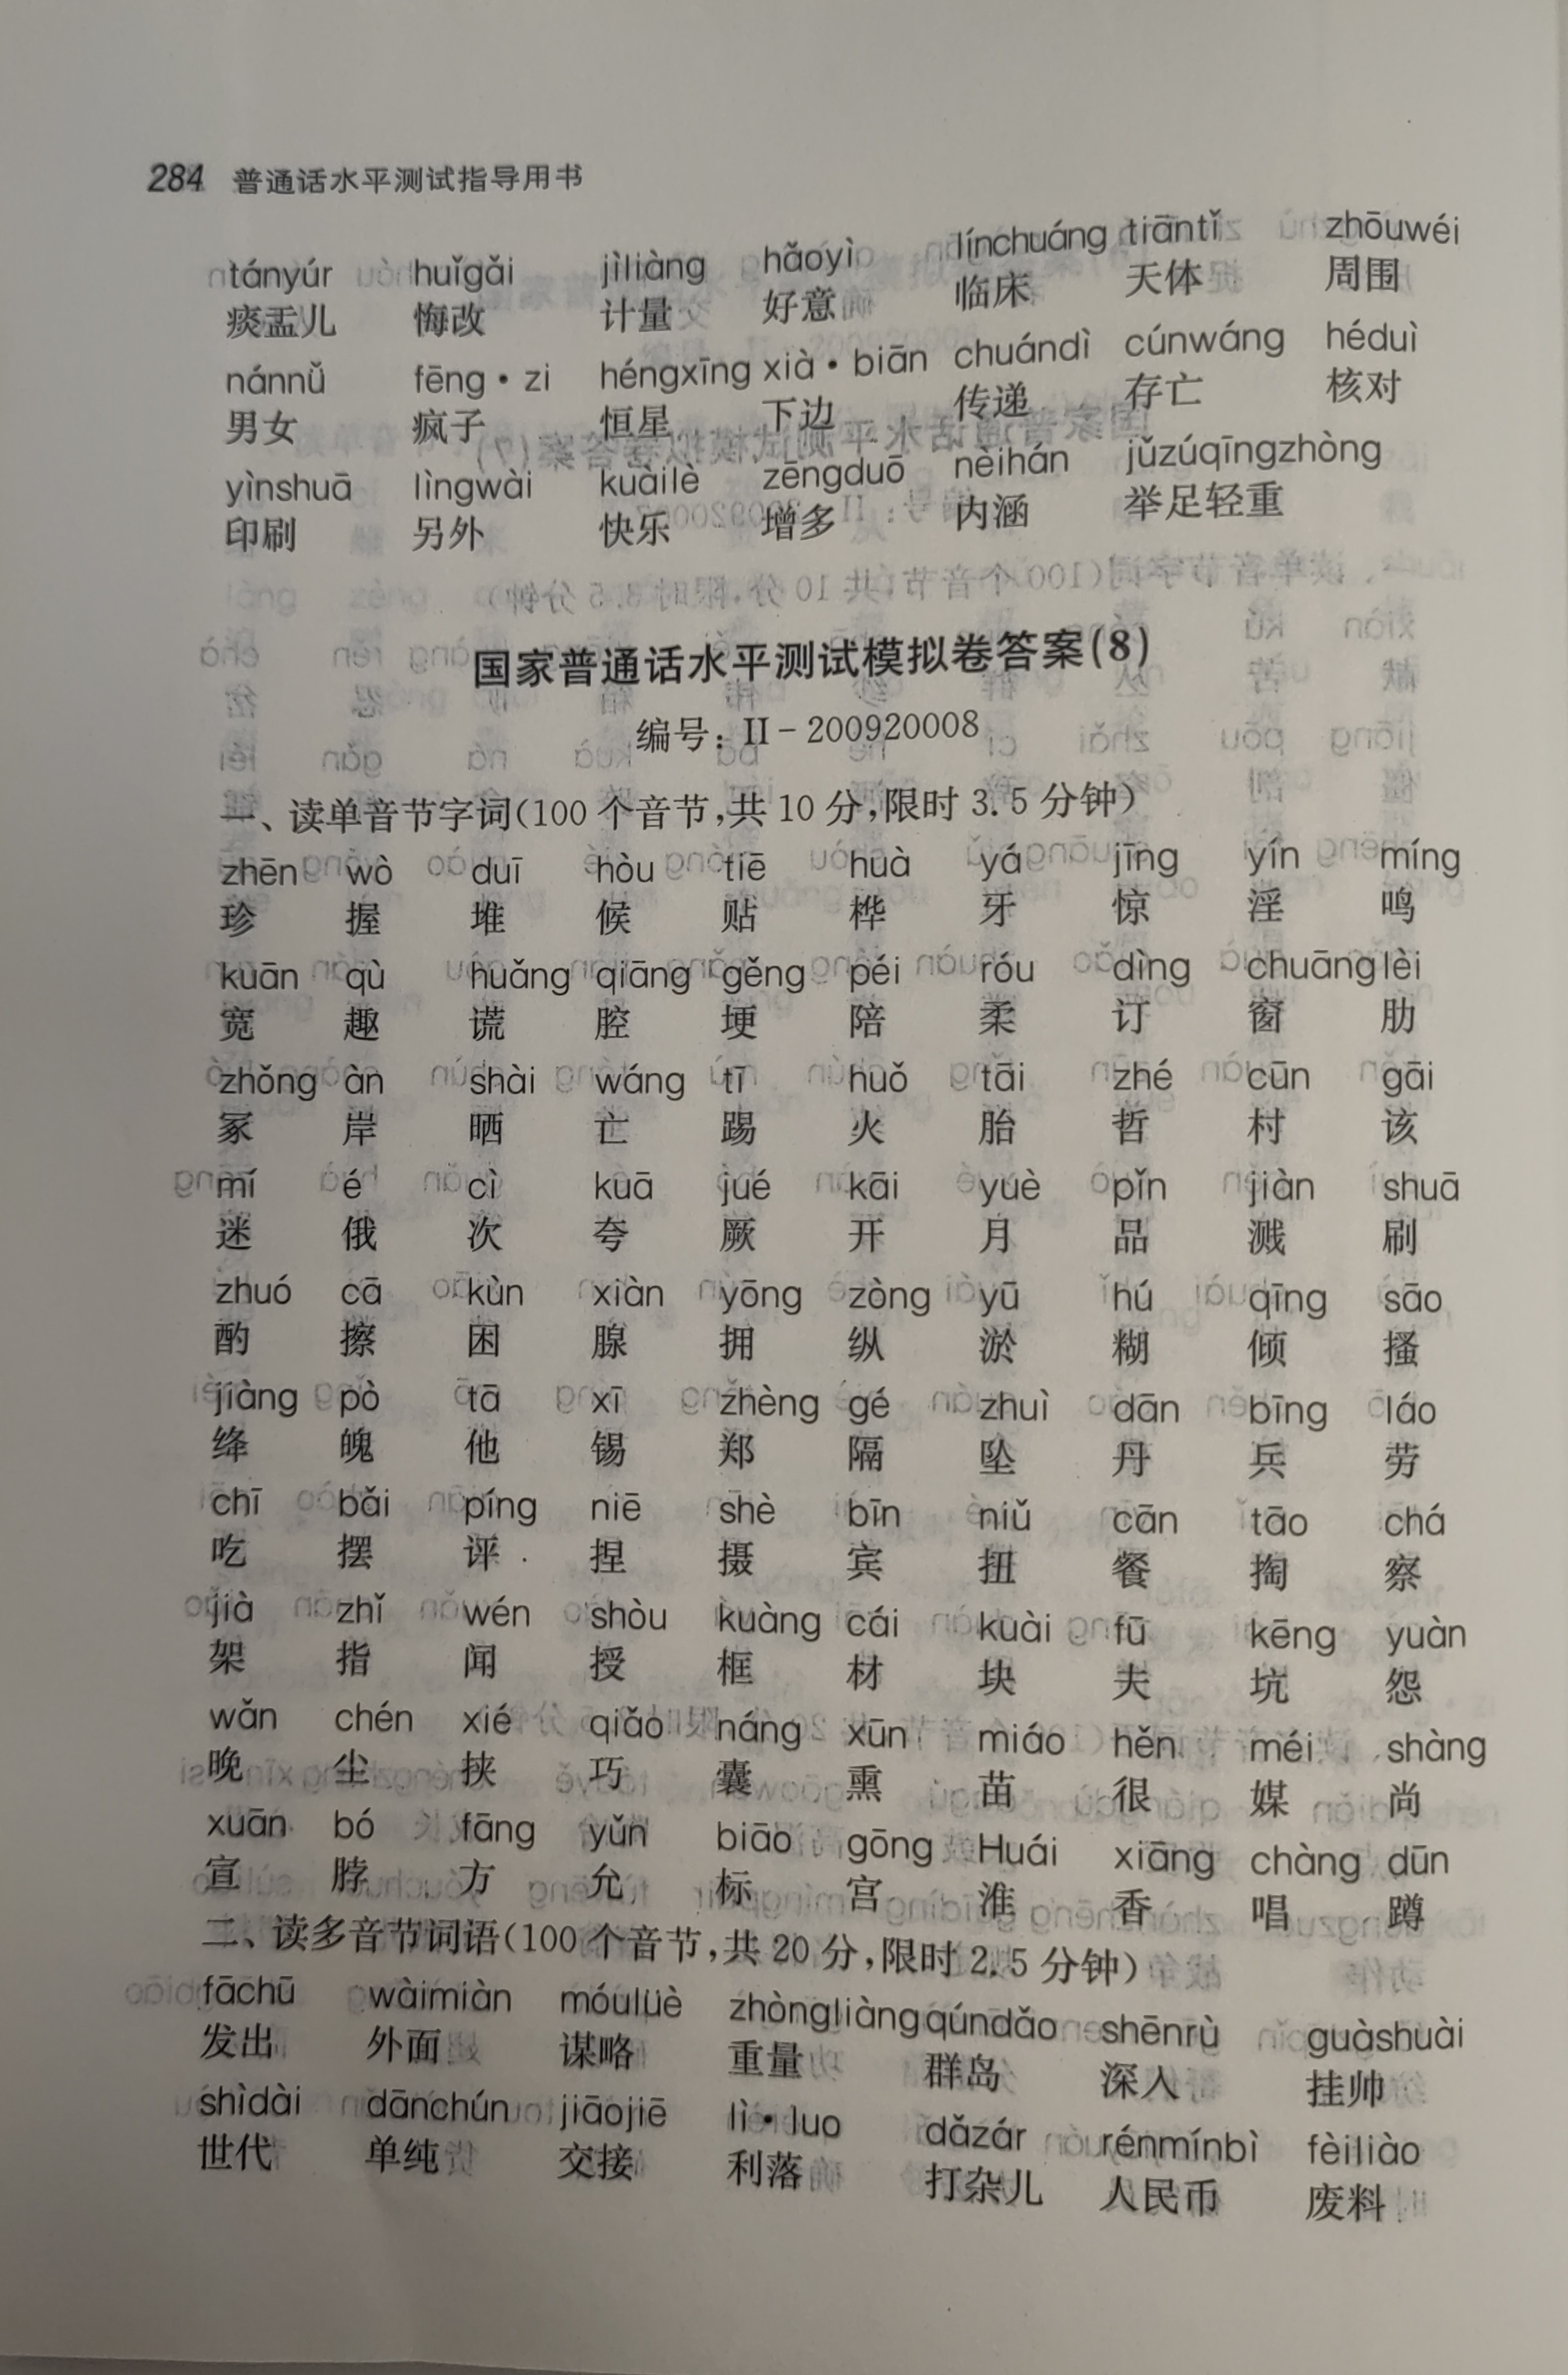 284 普通话水平测试指导用书
tányúr huǐgǎi jìliàng hǎoyì línchuáng tiāntǐ zhōuwéi
痰盂儿 悔改 计量 好意 临床 天体 周围
nánnǚ fēng·zi héngxīng xià·biān chuándì cúnwáng héduì
男女 疯子 恒星 下边 传递 存亡 核对
yìnshuā lìngwài kuàilè zēngduō nèihán jǔzúqīngzhòng
印刷 另外 快乐 增多 内涵 举足轻重
国家普通话水平测试模拟卷答案(8)
编号：II－200920008
一、读单音节字词(100 个音节,共 10 分,限时 3.5 分钟)
zhēn wò duī hòu tiē huà yá jīng yín míng
珍 握 堆 候 贴 桦 牙 惊 淫 鸣
kuān qù huǎng qiāng gěng péi róu dìng chuāng lèi
宽 趣 谎 腔 埂 陪 柔 订 窗 肋
zhǒng àn shài wáng tī huǒ tāi zhé cūn gāi
冢 岸 晒 亡 踢 火 胎 哲 村 该
mí é cì kuā jué kāi yuè pǐn jiàn shuā
迷 俄 次 夸 厥 开 月 品 溅 刷
zhuó cā kùn xiàn yōng zòng yū hú qīng sāo
酌 擦 困 腺 拥 纵 淤 糊 倾 搔
jiàng pò tā xī zhèng gé zhuì dān bīng láo
绛 魄 他 锡 郑 隔 坠 丹 兵 劳
chī bǎi píng niē shè bīn niǔ cān tāo chá
吃 摆 评 捏 摄 宾 扭 餐 掏 察
jià zhǐ wén shòu kuàng cái kuài fū kēng yuàn
架 指 闻 授 框 材 块 夫 坑 怨
wǎn chén xié qiǎo náng xūn miáo hěn méi shàng
晚 尘 挟 巧 囊 熏 苗 很 媒 尚
xuān bó fāng yǔn biāo gōng Huái xiāng chàng dūn
宣 脖 方 允 标 宫 淮 香 唱 蹲
二、读多音节词语(100 个音节,共 20 分,限时 2.5 分钟)
fāchū wàimiàn móulüè zhòngliàng qúndǎo shēnrù guàshuài
发出 外面 谋略 重量 群岛 深入 挂帅
shìdài dānchún jiāojiē lì·luo dǎzár rénmínbì fèiliào
世代 单纯 交接 利落 打杂儿 人民币 废料